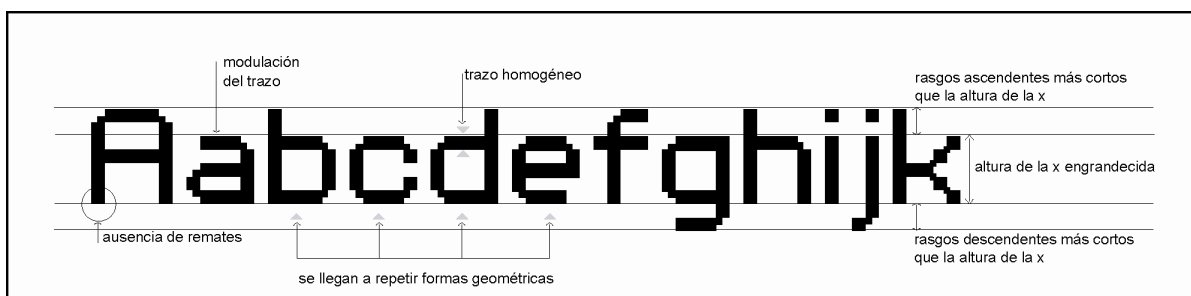 modulación
del trazo
trazo homogéneo
rasgos ascendentes más cortos
que la altura de la x
Aabcdefghijk
altura de la x engrandecida
ausencia de remates
rasgos descendentes más cortos
que la altura de la x
se llegan a repetir formas geométricas